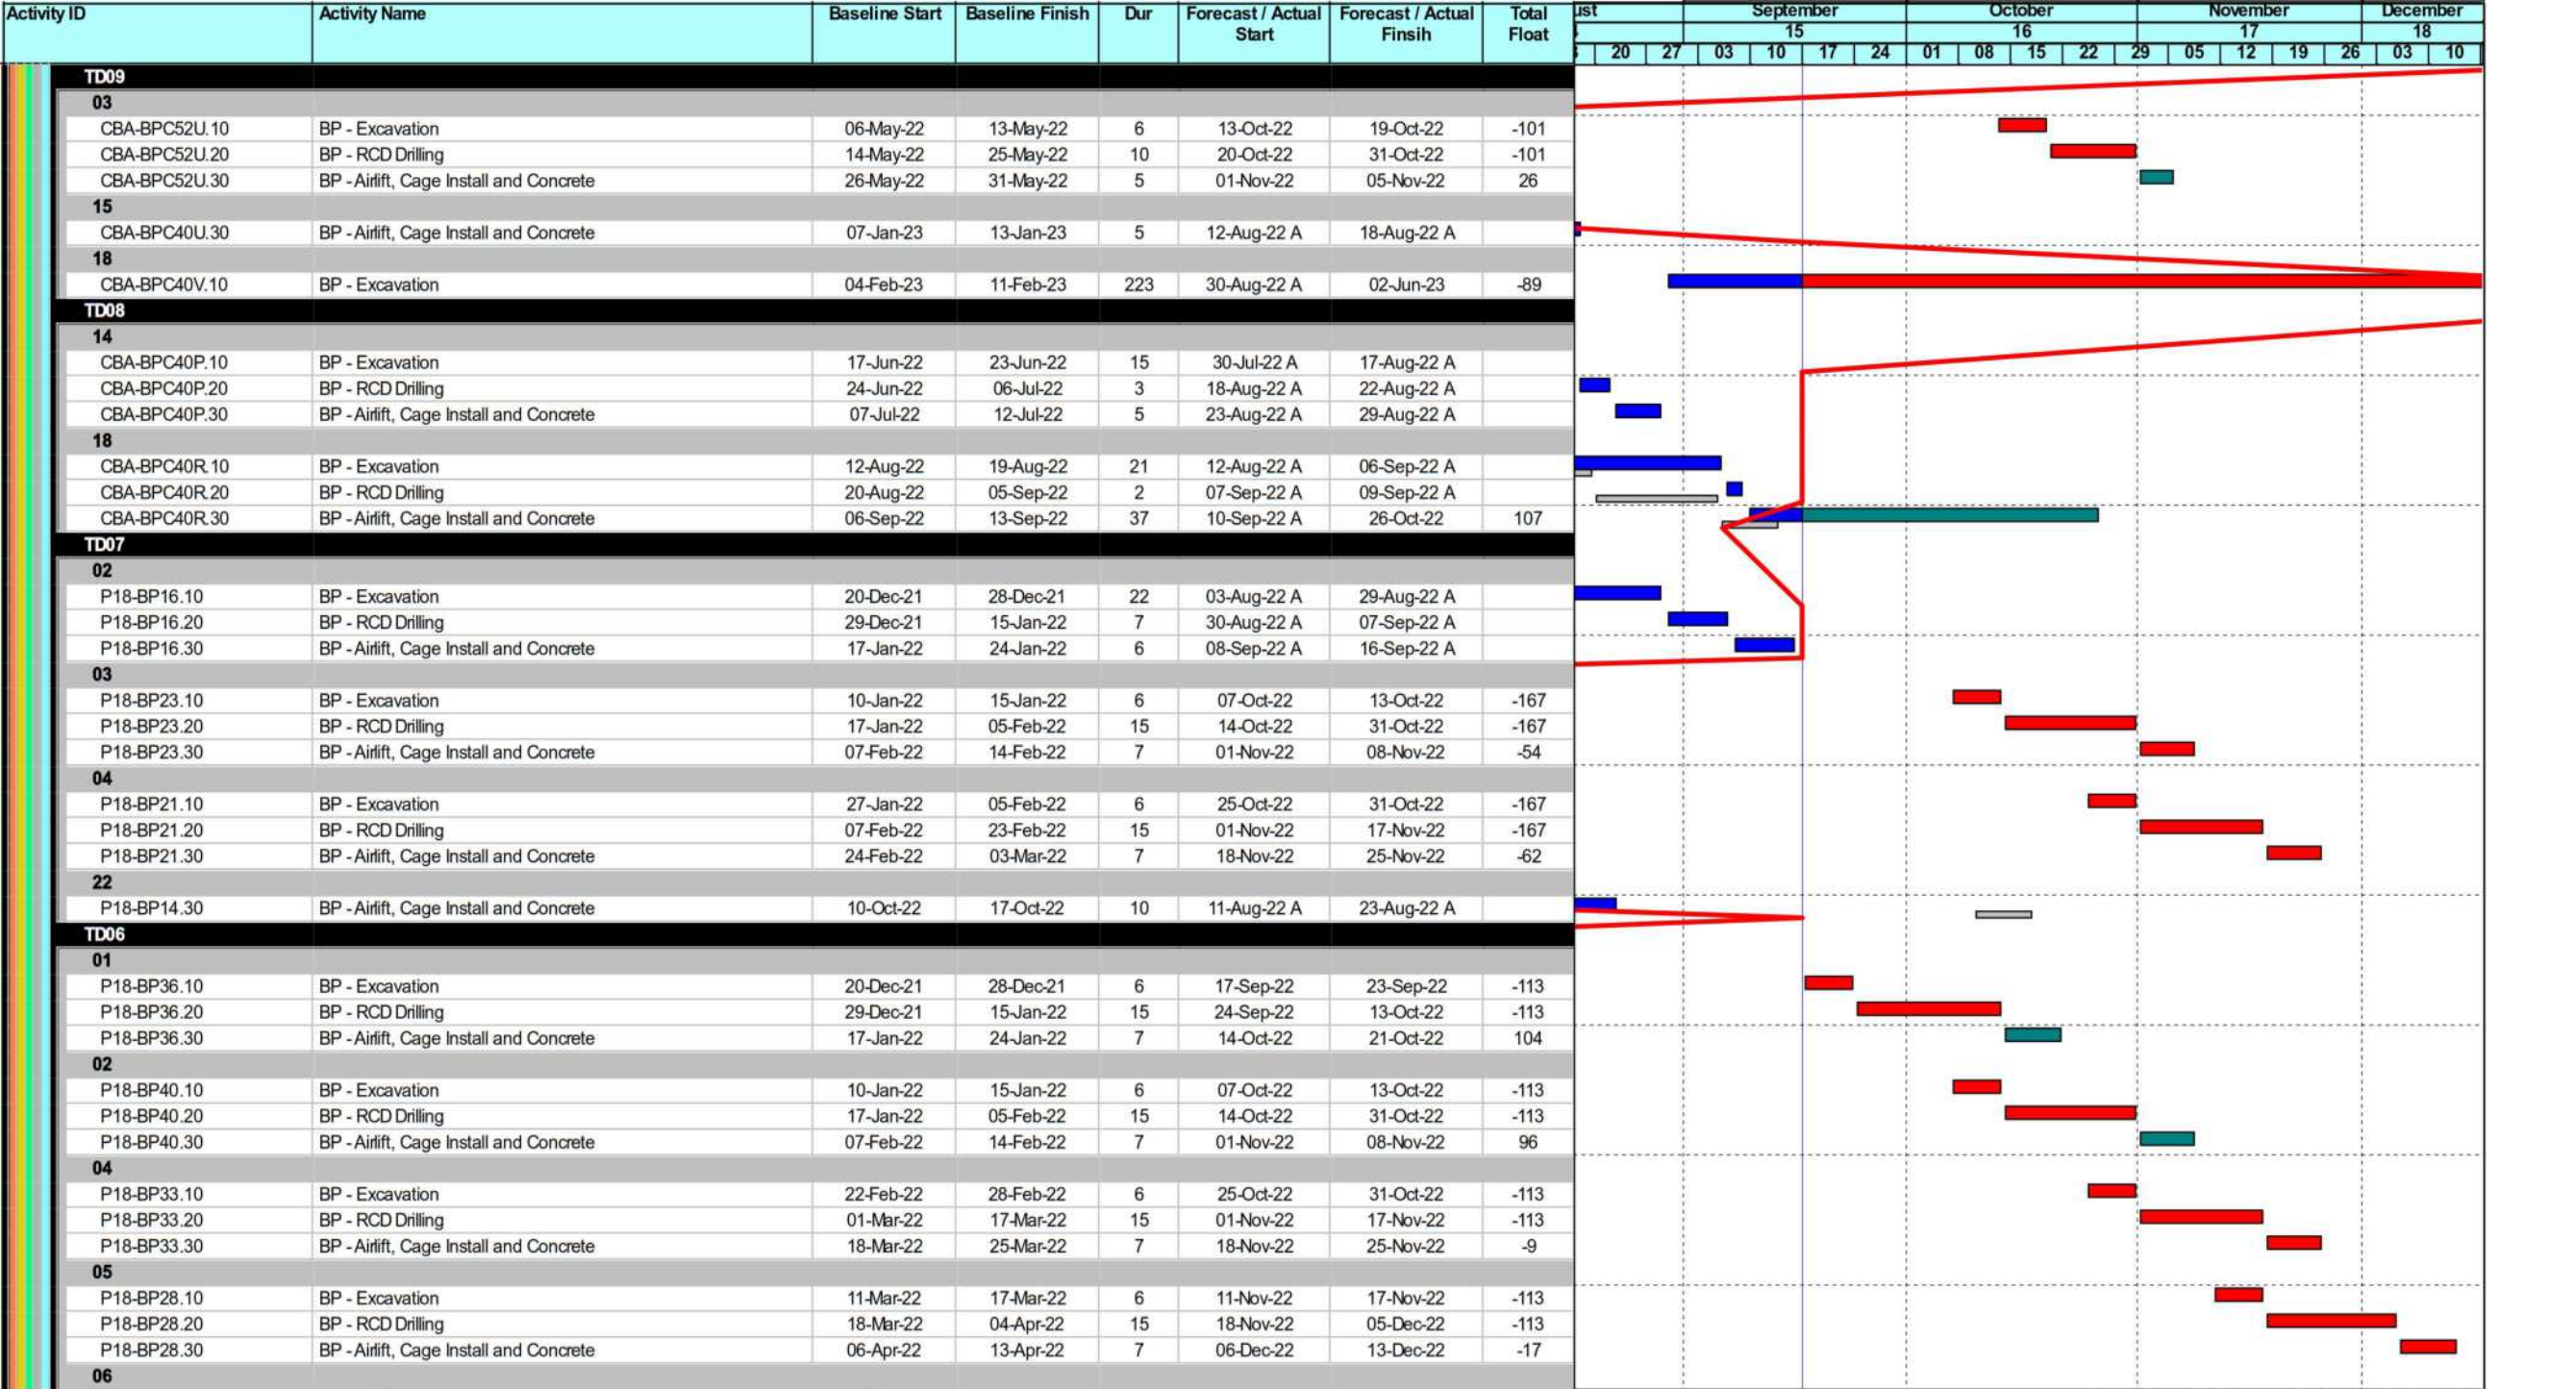 Activity ID Activity Name Baseline Start Baseline Finish Dur Forecast / Actual Start Forecast / Actual Finsih Total Float
ust September October November December
15 16 17 18
20 27 03 10 17 24 01 08 15 22 29 05 12 19 26 03 10
TD09
03
CBA-BPC52U.10 BP - Excavation 06-May-22 13-May-22 6 13-Oct-22 19-Oct-22 -101
CBA-BPC52U.20 BP - RCD Drilling 14-May-22 25-May-22 10 20-Oct-22 31-Oct-22 -101
CBA-BPC52U.30 BP - Airlift, Cage Install and Concrete 26-May-22 31-May-22 5 01-Nov-22 05-Nov-22 26
15
CBA-BPC40U.30 BP - Airlift, Cage Install and Concrete 07-Jan-23 13-Jan-23 5 12-Aug-22 A 18-Aug-22 A
18
CBA-BPC40V.10 BP - Excavation 04-Feb-23 11-Feb-23 223 30-Aug-22 A 02-Jun-23 -89
TD08
14
CBA-BPC40P.10 BP - Excavation 17-Jun-22 23-Jun-22 15 30-Jul-22 A 17-Aug-22 A
CBA-BPC40P.20 BP - RCD Drilling 24-Jun-22 06-Jul-22 3 18-Aug-22 A 22-Aug-22 A
CBA-BPC40P.30 BP - Airlift, Cage Install and Concrete 07-Jul-22 12-Jul-22 5 23-Aug-22 A 29-Aug-22 A
18
CBA-BPC40R.10 BP - Excavation 12-Aug-22 19-Aug-22 21 12-Aug-22 A 06-Sep-22 A
CBA-BPC40R.20 BP - RCD Drilling 20-Aug-22 05-Sep-22 2 07-Sep-22 A 09-Sep-22 A
CBA-BPC40R.30 BP - Airlift, Cage Install and Concrete 06-Sep-22 13-Sep-22 37 10-Sep-22 A 26-Oct-22 107
TD07
02
P18-BP16.10 BP - Excavation 20-Dec-21 28-Dec-21 22 03-Aug-22 A 29-Aug-22 A
P18-BP16.20 BP - RCD Drilling 29-Dec-21 15-Jan-22 7 30-Aug-22 A 07-Sep-22 A
P18-BP16.30 BP - Airlift, Cage Install and Concrete 17-Jan-22 24-Jan-22 6 08-Sep-22 A 16-Sep-22 A
03
P18-BP23.10 BP - Excavation 10-Jan-22 15-Jan-22 6 07-Oct-22 13-Oct-22 -167
P18-BP23.20 BP - RCD Drilling 17-Jan-22 05-Feb-22 15 14-Oct-22 31-Oct-22 -167
P18-BP23.30 BP - Airlift, Cage Install and Concrete 07-Feb-22 14-Feb-22 7 01-Nov-22 08-Nov-22 -54
04
P18-BP21.10 BP - Excavation 27-Jan-22 05-Feb-22 6 25-Oct-22 31-Oct-22 -167
P18-BP21.20 BP - RCD Drilling 07-Feb-22 23-Feb-22 15 01-Nov-22 17-Nov-22 -167
P18-BP21.30 BP - Airlift, Cage Install and Concrete 24-Feb-22 03-Mar-22 7 18-Nov-22 25-Nov-22 -62
22
P18-BP14.30 BP - Airlift, Cage Install and Concrete 10-Oct-22 17-Oct-22 10 11-Aug-22 A 23-Aug-22 A
TD06
01
P18-BP36.10 BP - Excavation 20-Dec-21 28-Dec-21 6 17-Sep-22 23-Sep-22 -113
P18-BP36.20 BP - RCD Drilling 29-Dec-21 15-Jan-22 15 24-Sep-22 13-Oct-22 -113
P18-BP36.30 BP - Airlift, Cage Install and Concrete 17-Jan-22 24-Jan-22 7 14-Oct-22 21-Oct-22 104
02
P18-BP40.10 BP - Excavation 10-Jan-22 15-Jan-22 6 07-Oct-22 13-Oct-22 -113
P18-BP40.20 BP - RCD Drilling 17-Jan-22 05-Feb-22 15 14-Oct-22 31-Oct-22 -113
P18-BP40.30 BP - Airlift, Cage Install and Concrete 07-Feb-22 14-Feb-22 7 01-Nov-22 08-Nov-22 96
04
P18-BP33.10 BP - Excavation 22-Feb-22 28-Feb-22 6 25-Oct-22 31-Oct-22 -113
P18-BP33.20 BP - RCD Drilling 01-Mar-22 17-Mar-22 15 01-Nov-22 17-Nov-22 -113
P18-BP33.30 BP - Airlift, Cage Install and Concrete 18-Mar-22 25-Mar-22 7 18-Nov-22 25-Nov-22 -9
05
P18-BP28.10 BP - Excavation 11-Mar-22 17-Mar-22 6 11-Nov-22 17-Nov-22 -113
P18-BP28.20 BP - RCD Drilling 18-Mar-22 04-Apr-22 15 18-Nov-22 05-Dec-22 -113
P18-BP28.30 BP - Airlift, Cage Install and Concrete 06-Apr-22 13-Apr-22 7 06-Dec-22 13-Dec-22 -17
06